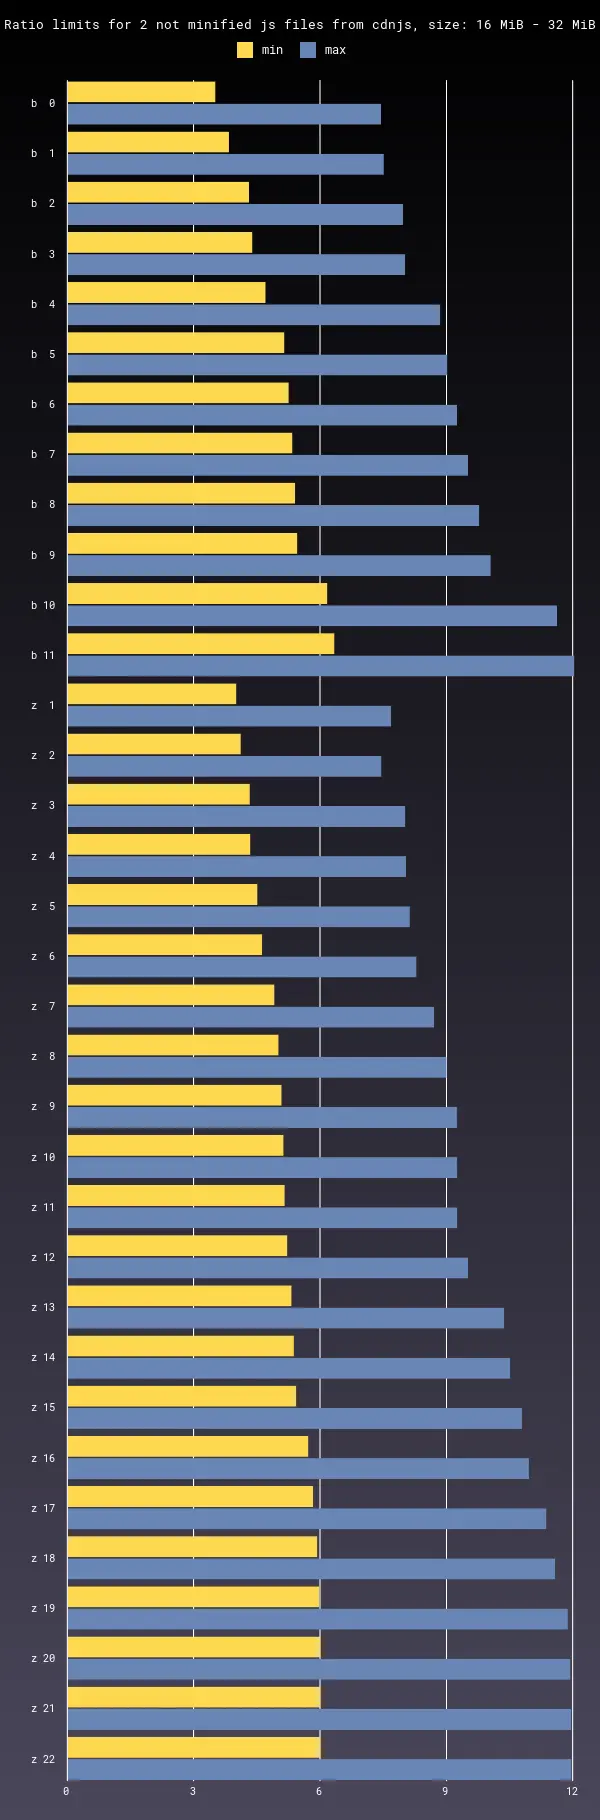 Ratio limits for 2 not minified js files from cdnjs, size: 16 MiB - 32 MiB
min max
b 0
b 1
b 2
b 3
b 4
b 5
b 6
b 7
b 8
b 9
b 10
b 11
z 1
z 2
z 3
z 4
z 5
z 6
z 7
z 8
z 9
z 10
z 11
z 12
z 13
z 14
z 15
z 16
z 17
z 18
z 19
z 20
z 21
z 22
0 3 6 9 12